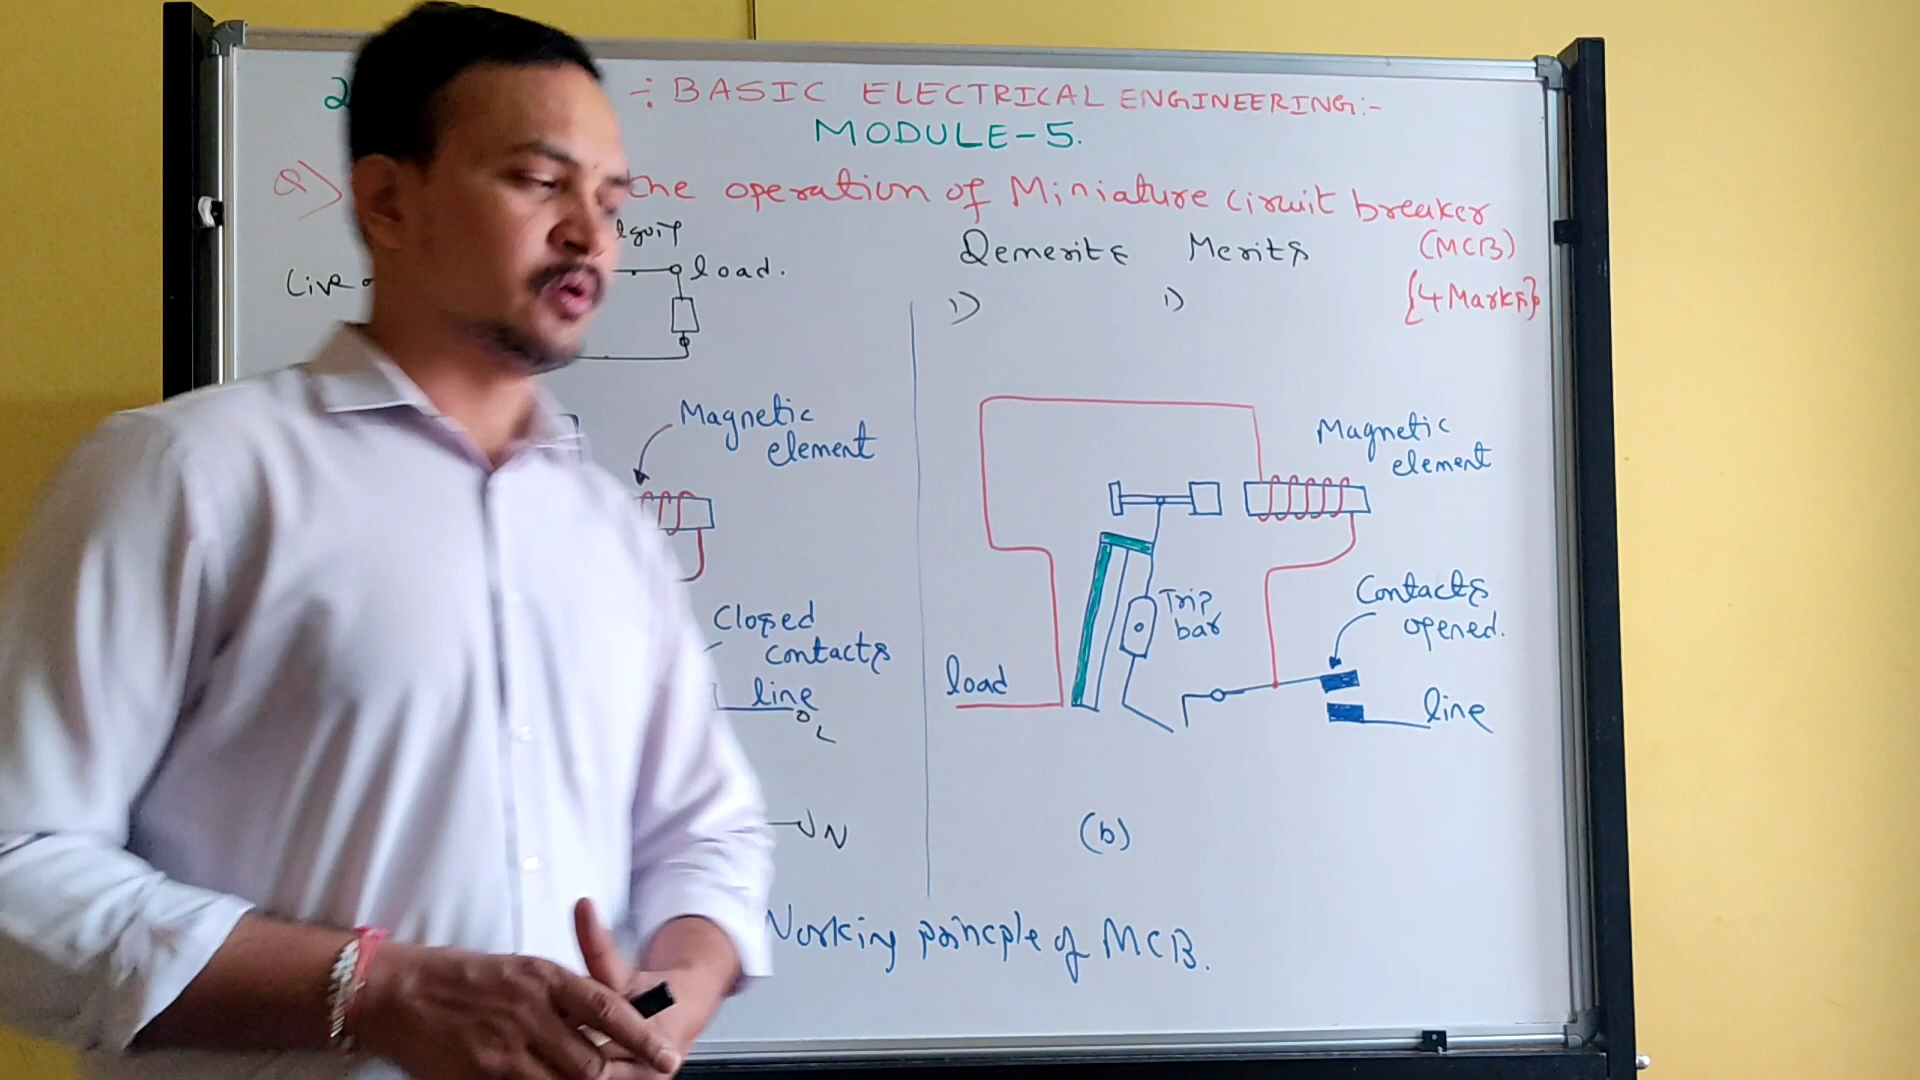 2 ÷ BASIC ELECTRICAL ENGINEERING:-
MODULE-5.
Q) the operation of Miniature Circuit breaker
(MCB)
{4 Marks}
Live
load.
Demerits Merits
1) 1)
Magnetic
element
Closed
contacts
line
L
N
Magnetic
element
Trip
bar
Contacts
opened.
load
line
(b)
Working principle of MCB.